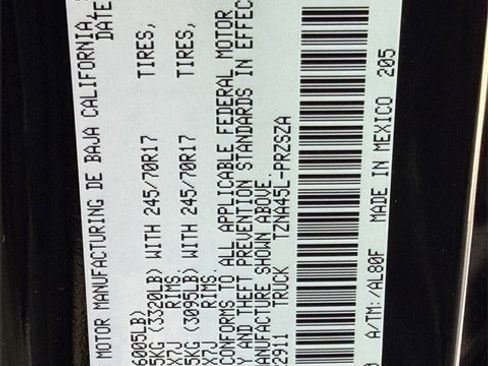 MOTOR MANUFACTURING DE BAJA CALIFORNIA,
DATE
6005LB)
5KG (3320LB) WITH 245/70R17 TIRES,
X7J RIMS.
5KG (3095LB) WITH 245/70R17 TIRES,
X7J RIMS.
CONFORMS TO ALL APPLICABLE FEDERAL MOTOR
Y AND THEFT PREVENTION STANDARDS IN EFFEC
ANUFACTURE SHOWN ABOVE.
2911 TRUCK TZNA45L-PRZSZA
0 A/TM:/AL80F MADE IN MEXICO 205